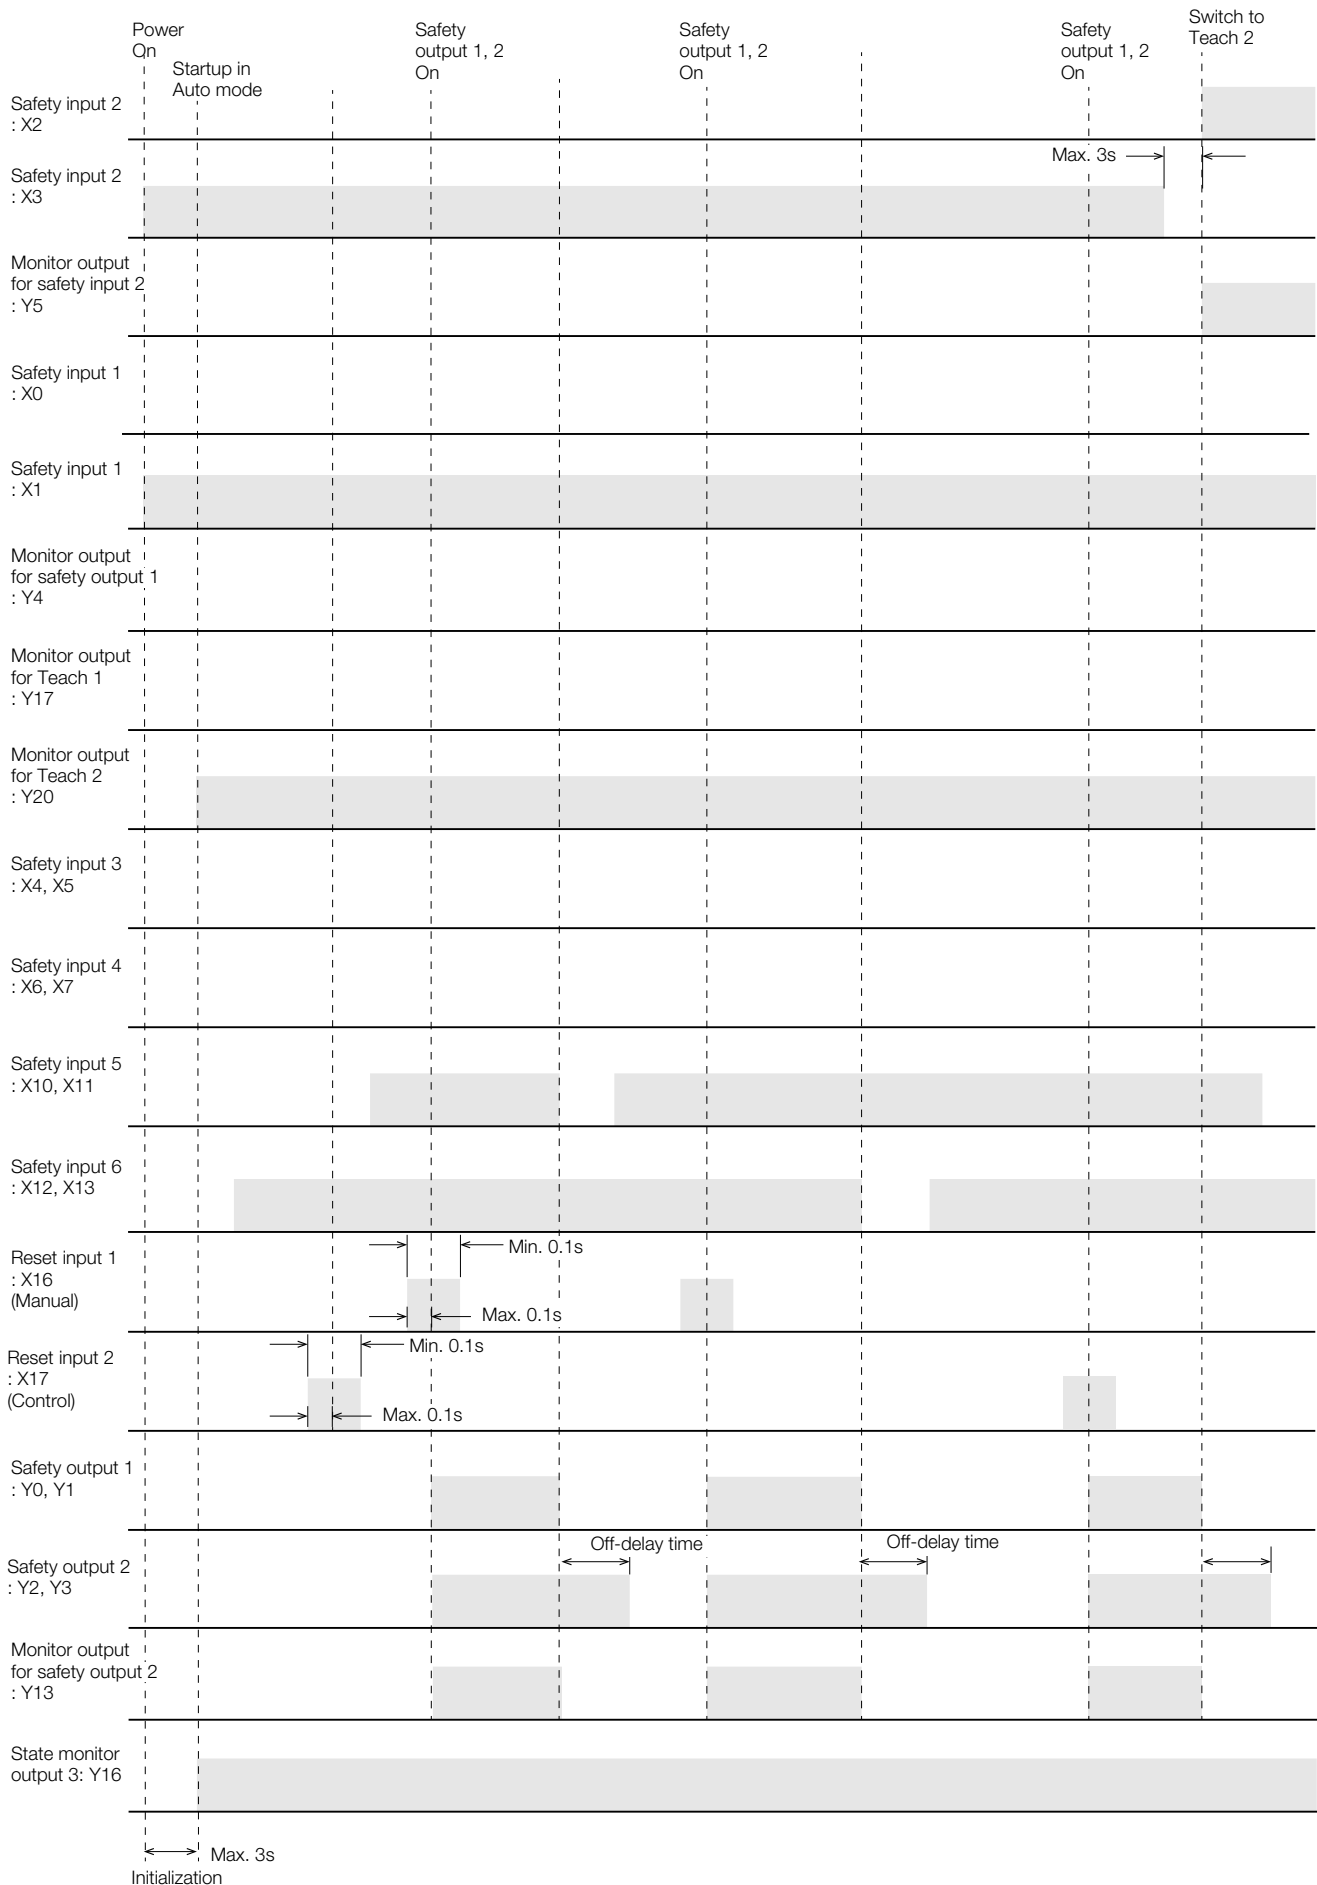 Power
On
Startup in
Auto mode
Safety
output 1, 2
On
Safety
output 1, 2
On
Safety
output 1, 2
On
Switch to
Teach 2
Safety input 2
: X2
Max. 3s
Safety input 2
: X3
Monitor output
for safety input 2
: Y5
Safety input 1
: X0
Safety input 1
: X1
Monitor output
for safety output 1
: Y4
Monitor output
for Teach 1
: Y17
Monitor output
for Teach 2
: Y20
Safety input 3
: X4, X5
Safety input 4
: X6, X7
Safety input 5
: X10, X11
Safety input 6
: X12, X13
Reset input 1
: X16
(Manual)
Min. 0.1s
Max. 0.1s
Reset input 2
: X17
(Control)
Min. 0.1s
Max. 0.1s
Safety output 1
: Y0, Y1
Safety output 2
: Y2, Y3
Off-delay time
Off-delay time
Monitor output
for safety output 2
: Y13
State monitor
output 3: Y16
Max. 3s
Initialization